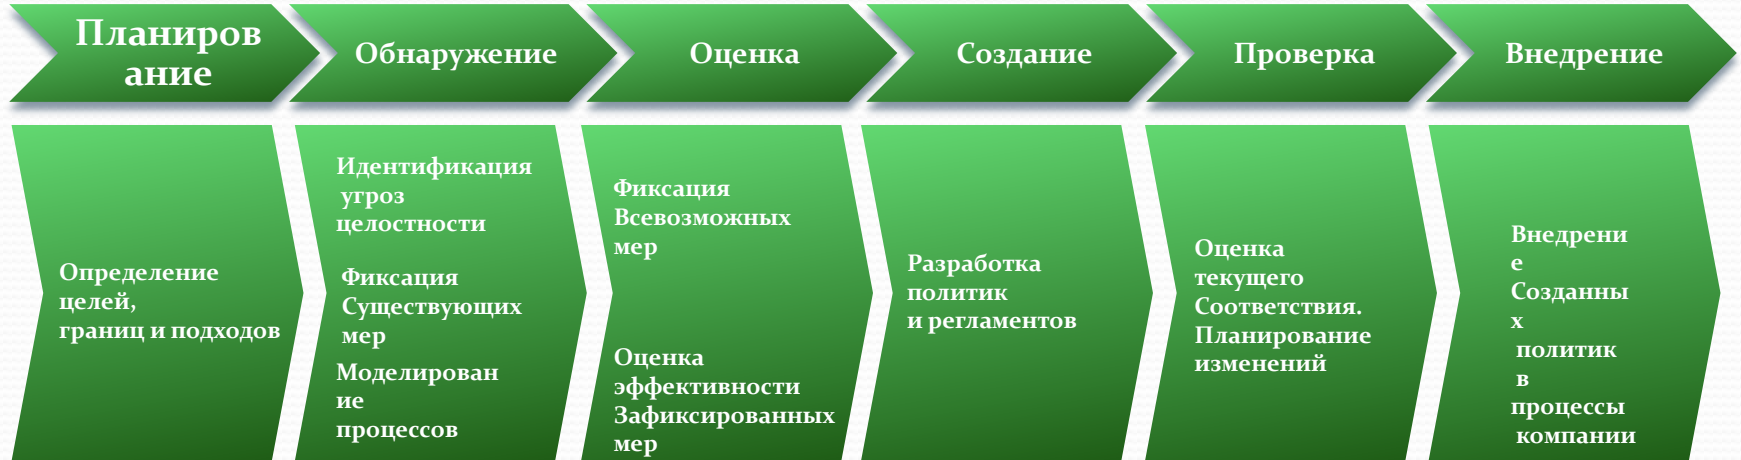 Планиров
ание
Обнаружение
Оценка
Создание
Проверка
Внедрение
Определение
целей,
границ и подходов
Идентификация
угроз
целостности
Фиксация
Существующих
мер
Моделирован
ие
процессов
Фиксация
Всевозможных
мер
Оценка
эффективности
Зафиксированных
мер
Разработка
политик
и регламентов
Оценка
текущего
Соответствия.
Планирование
изменений
Внедрени
е
Созданны
х
политик
в
процессы
компании